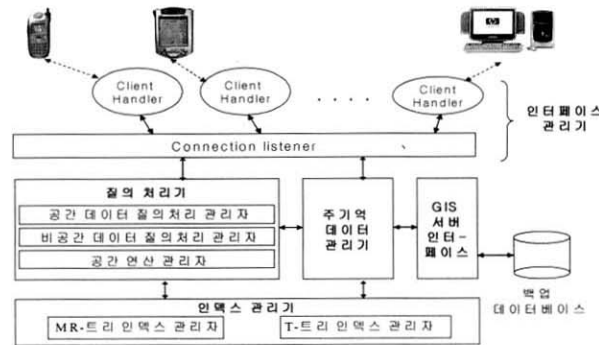 Client
Handler
Client
Handler
Client
Handler
. . . .
인터페이스
관리기
Connection listener
질의 처리기
공간 데이터 질의처리 관리자
비공간 데이터 질의처리 관리자
공간 연산 관리자
주기억
데이터
관리기
GIS
서버
인터-
페이스
백업
데이터베이스
인덱스 관리기
MR-트리 인덱스 관리자
T-트리 인덱스 관리자